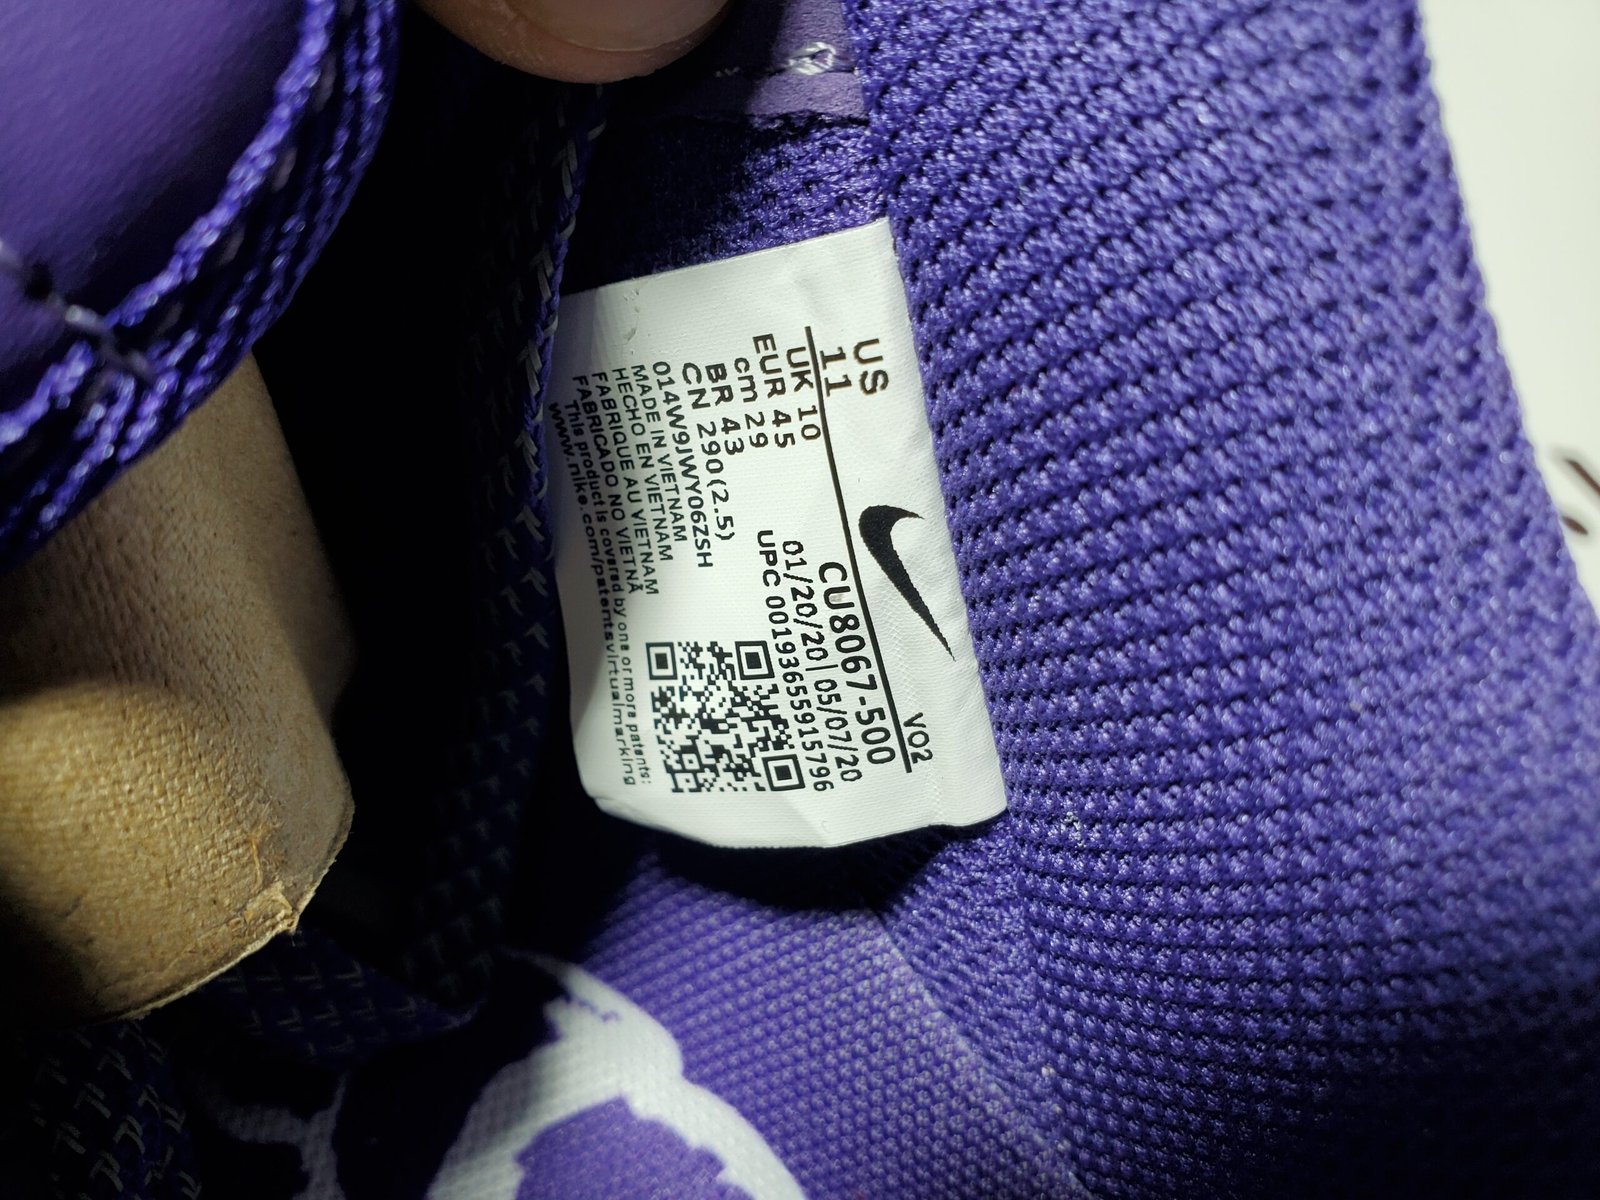 US
11
VO2
UK 10
EUR 45
cm 29
BR 43
CN 290(2.5)
CU8067-500
01/20/20|05/07/20
UPC 00193655915796
014W9JWY06ZSH
MADE IN VIETNAM
HECHO EN VIETNAM
FABRIQUE AU VIETNAM
FABRICADO NO VIETNÃ
This product is covered by one or more patents:
www.nike.com/patentsvirtualmarking